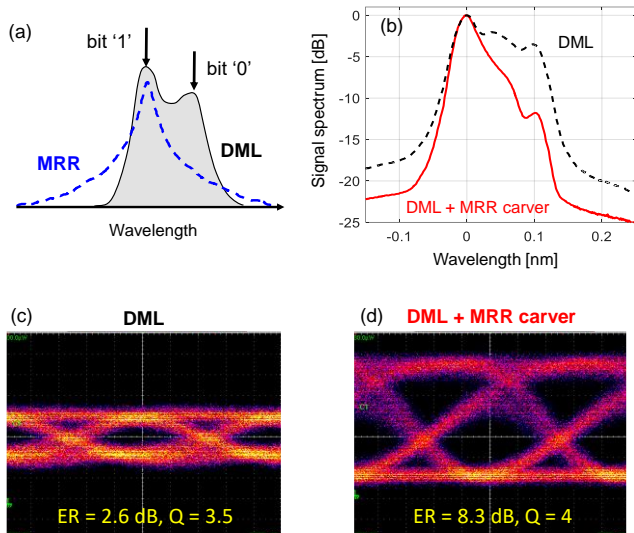 (a)
bit '1'
bit '0'
MRR
DML
Wavelength
(b)
Signal spectrum [dB]
0
-5
-10
-15
-20
-25
DML
DML + MRR carver
-0.1
0
0.1
0.2
Wavelength [nm]
(c)
DML
ER = 2.6 dB, Q = 3.5
(d)
DML + MRR carver
C1
ER = 8.3 dB, Q = 4